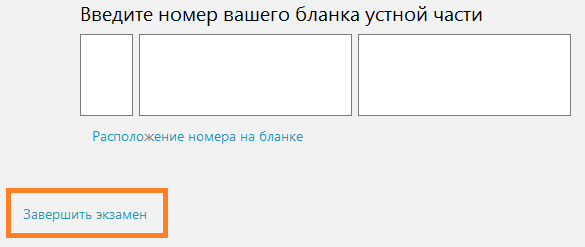 Введите номер вашего бланка устной части
Расположение номера на бланке
Завершить экзамен